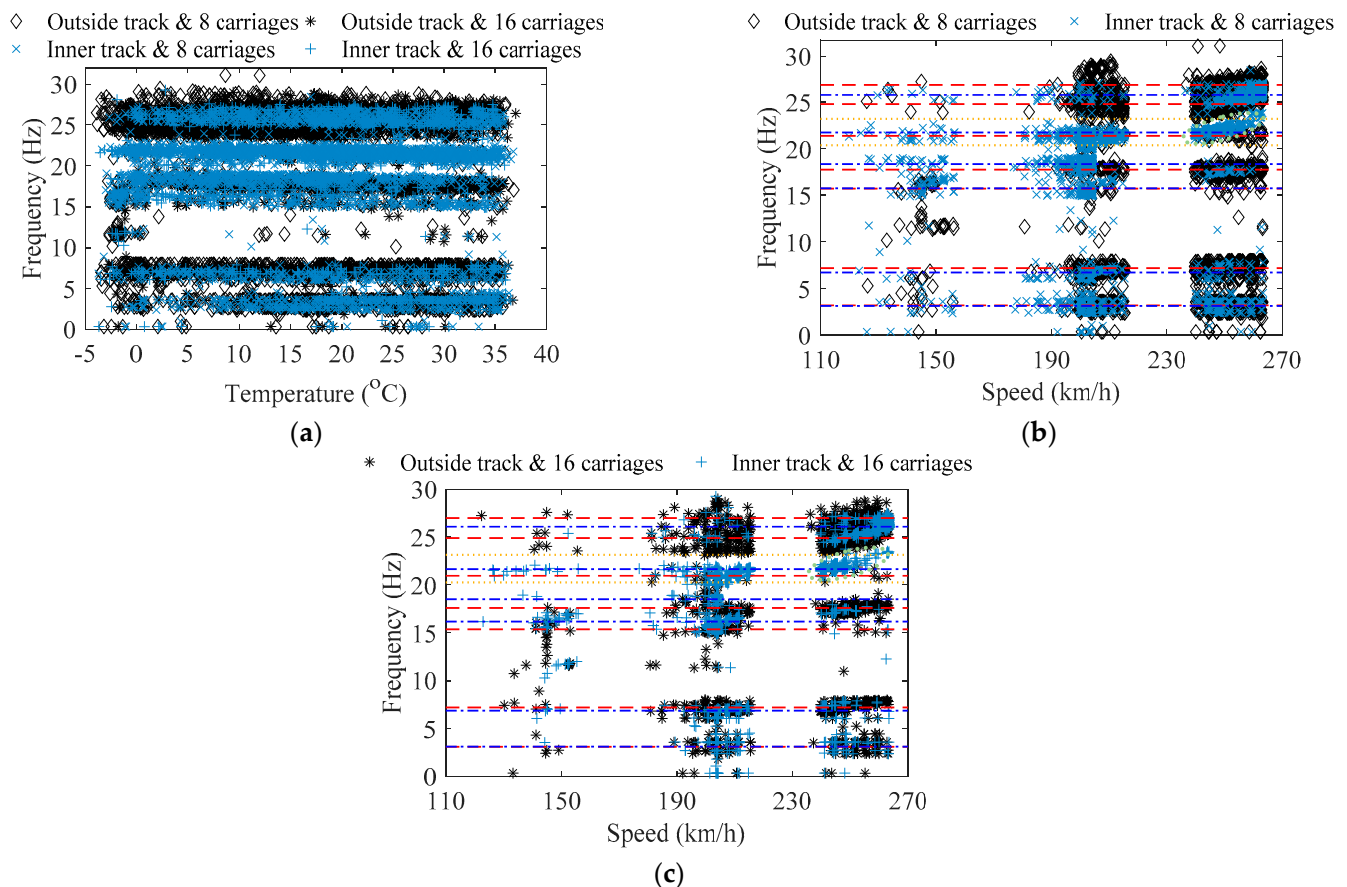 ◇ Outside track & 8 carriages ✳ Outside track & 16 carriages
× Inner track & 8 carriages + Inner track & 16 carriages
30
25
20
15
10
5
0
Frequency (Hz)
-5 0 5 10 15 20 25 30 35 40
Temperature (°C)
(a)
◇ Outside track & 8 carriages × Inner track & 8 carriages
30
25
20
15
10
5
0
Frequency (Hz)
110 150 190 230 270
Speed (km/h)
(b)
✳ Outside track & 16 carriages + Inner track & 16 carriages
30
25
20
15
10
5
0
Frequency (Hz)
110 150 190 230 270
Speed (km/h)
(c)